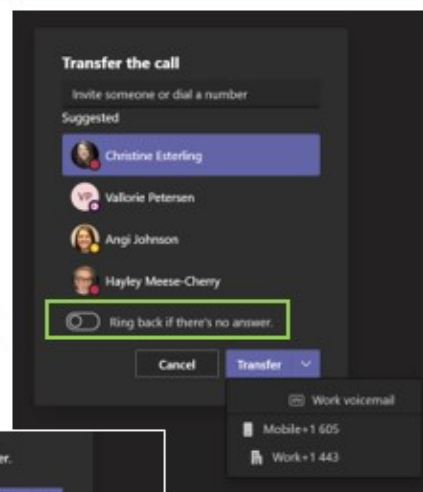 Transfer the call
Invite someone or dial a number
Suggested
Christine Esterling
VP
Vallorie Petersen
Angi Johnson
Hayley Meese-Cherry
Ring back if there's no answer.
Cancel
Transfer
Work voicemail
Mobile+1 605
Work+1 443
er.